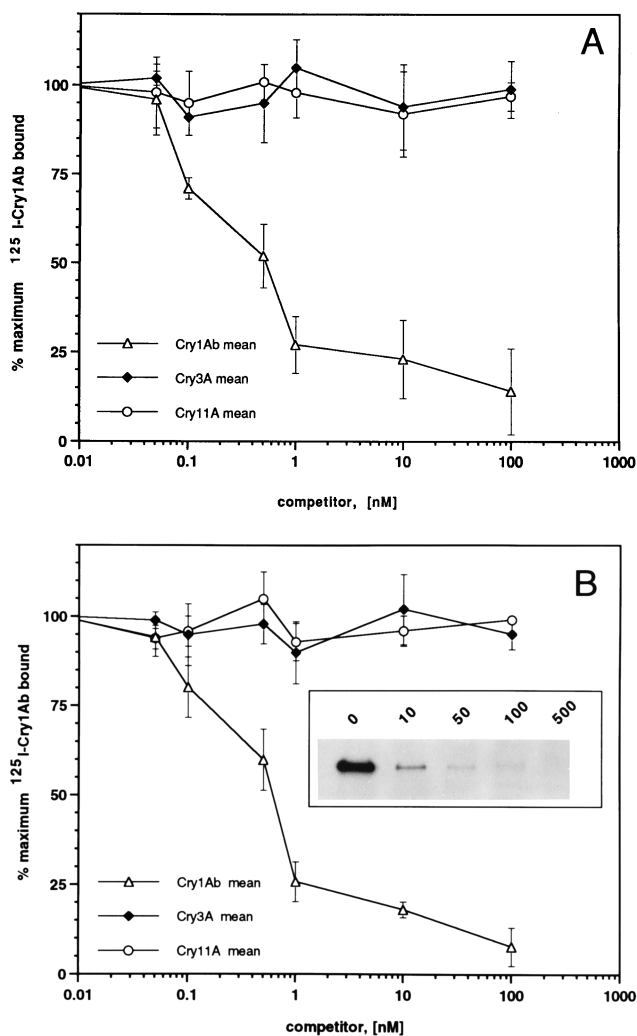 A
100
75
50
25
0
% maximum 125 I-Cry1Ab bound
Cry1Ab mean
Cry3A mean
Cry11A mean
0.01 0.1 1 10 100 1000
competitor, [nM]
B
100
75
50
25
0
% maximum 125I-Cry1Ab bound
0 10 50 100 500
Cry1Ab mean
Cry3A mean
Cry11A mean
0.01 0.1 1 10 100 1000
competitor, [nM]